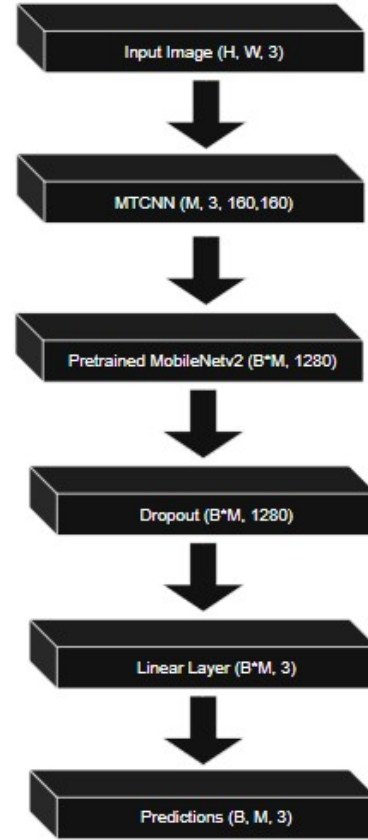 Input Image (H, W, 3)
MTCNN (M, 3, 160,160)
Pretrained MobileNetv2 (B*M, 1280)
Dropout (B*M, 1280)
Linear Layer (B*M, 3)
Predictions (B, M, 3)